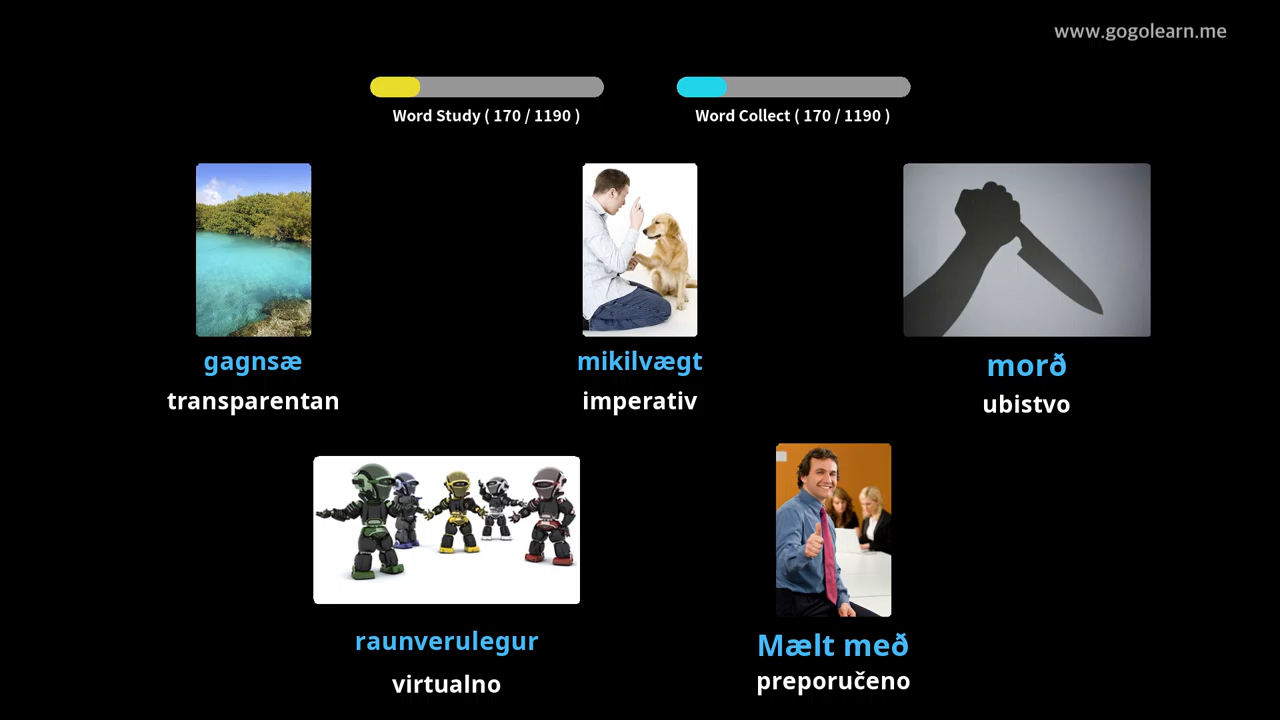 www.gogolearn.me
Word Study ( 170 / 1190 )
Word Collect ( 170 / 1190 )
gagnsæ
transparentan
mikilvægt
imperativ
morð
ubistvo
raunverulegur
virtualno
Mælt með
preporučeno